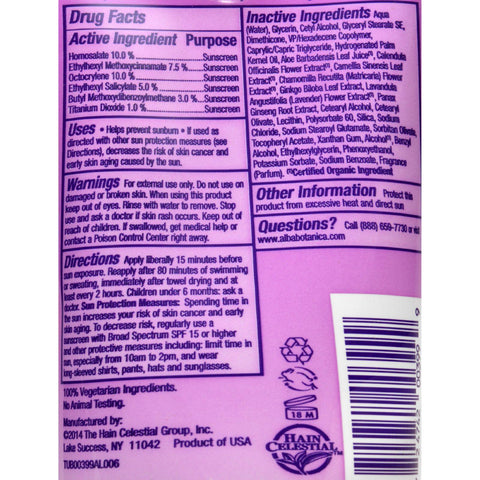 Drug Facts
Active Ingredient Purpose
Homosalate 10.0 % Sunscreen
Ethylhexyl Methoxycinnamate 7.5 % Sunscreen
Octocrylene 10.0 % Sunscreen
Ethylhexyl Salicylate 5.0 % Sunscreen
Butyl Methoxydibenzoylmethane 3.0 % Sunscreen
Titanium Dioxide 1.0 % Sunscreen
Uses • Helps prevent sunburn • If used as
directed with other sun protection measures (see
Directions), decreases the risk of skin cancer and
early skin aging caused by the sun.
Warnings For external use only. Do not use on
damaged or broken skin. When using this product
keep out of eyes. Rinse with water to remove. Stop
use and ask a doctor if skin rash occurs. Keep out of
reach of children. If swallowed, get medical help or
contact a Poison Control Center right away.
Directions Apply liberally 15 minutes before
sun exposure. Reapply after 80 minutes of swimming
or sweating, immediately after towel drying and at
least every 2 hours. Children under 6 months: ask a
doctor. Sun Protection Measures: Spending time in
the sun increases your risk of skin cancer and early
skin aging. To decrease risk, regularly use a
sunscreen with Broad Spectrum SPF 15 or higher
and other protective measures including: limit time in
sun, especially from 10am to 2pm, and wear
long-sleeved shirts, pants, hats and sunglasses.
100% Vegetarian Ingredients.
No Animal Testing.
Manufactured by:
©2014 The Hain Celestial Group, Inc.
Lake Success, NY 11042 Product of USA
TUB00399AL006
Inactive Ingredients Aqua
(Water), Glycerin, Cetyl Alcohol, Glyceryl Stearate SE,
Dimethicone, VP/Hexadecene Copolymer,
Caprylic/Capric Triglyceride, Hydrogenated Palm
Kernel Oil, Aloe Barbadensis Leaf Juice(¹), Calendula
Officinalis Flower Extract(¹), Camellia Sinensis Leaf
Extract(¹), Chamomilla Recutita (Matricaria) Flower
Extract(¹), Ginkgo Biloba Leaf Extract, Lavandula
Angustifolia (Lavender) Flower Extract(¹), Panax
Ginseng Root Extract, Cetearyl Alcohol, Cetearyl
Olivate, Lecithin, Polysorbate 60, Silica, Sodium
Chloride, Sodium Stearoyl Glutamate, Sorbitan Olivate,
Tocopheryl Acetate, Xanthan Gum, Alcohol(¹), Benzyl
Alcohol, Ethylhexylglycerin, Phenoxyethanol,
Potassium Sorbate, Sodium Benzoate, Fragrance
(Parfum). (¹)Certified Organic Ingredient
Other Information Protect this
product from excessive heat and direct sun
Questions? Call (888) 659-7730 or visit
www.albabotanica.com
18 M
HAIN
CELESTIAL